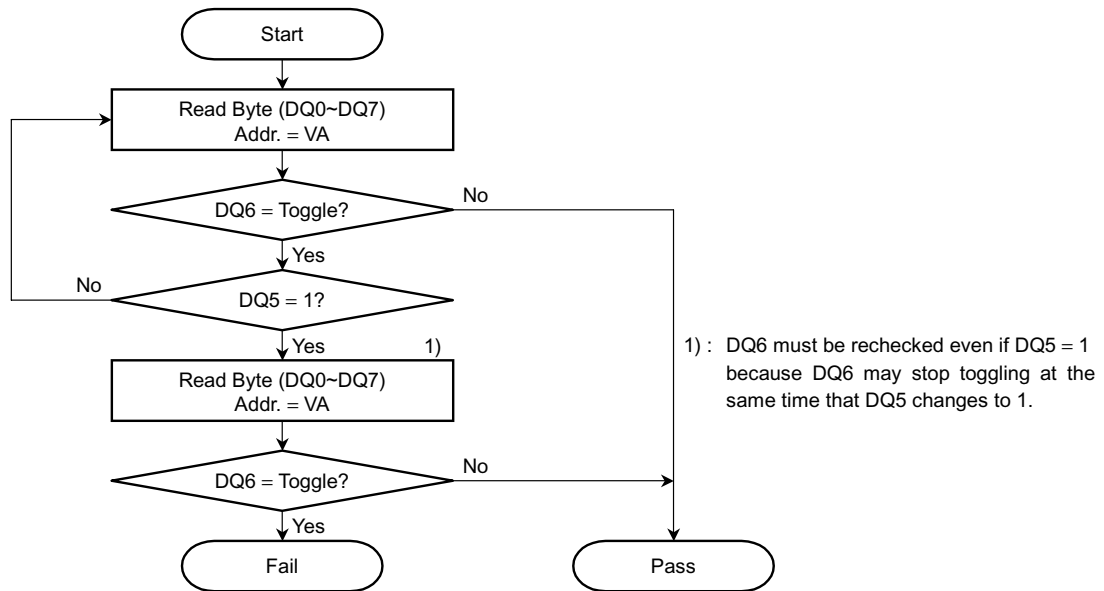 Start
Read Byte (DQ0~DQ7)
Addr. = VA
DQ6 = Toggle?
No
Yes
No
DQ5 = 1?
Yes
1)
Read Byte (DQ0~DQ7)
Addr. = VA
1) : DQ6 must be rechecked even if DQ5 = 1
because DQ6 may stop toggling at the
same time that DQ5 changes to 1.
DQ6 = Toggle?
No
Yes
Fail
Pass